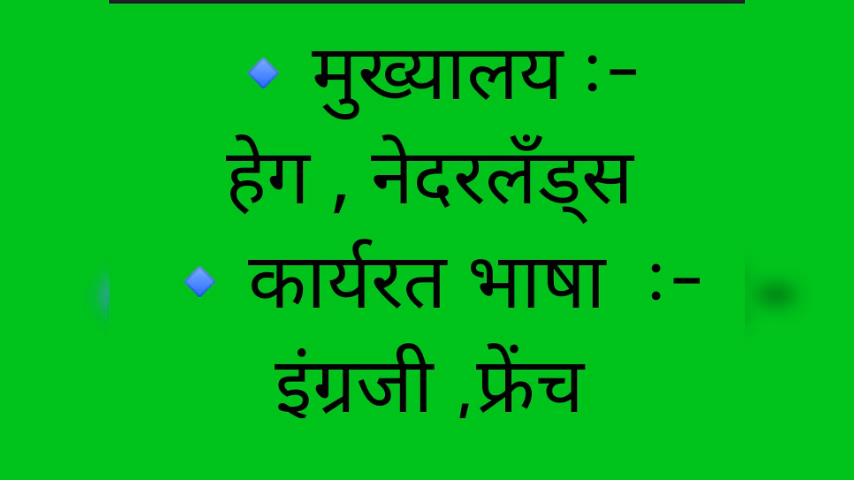 🔹 मुख्यालय :-
हेग , नेदरलँड्स
🔹 कार्यरत भाषा :-
इंग्रजी ,फ्रेंच